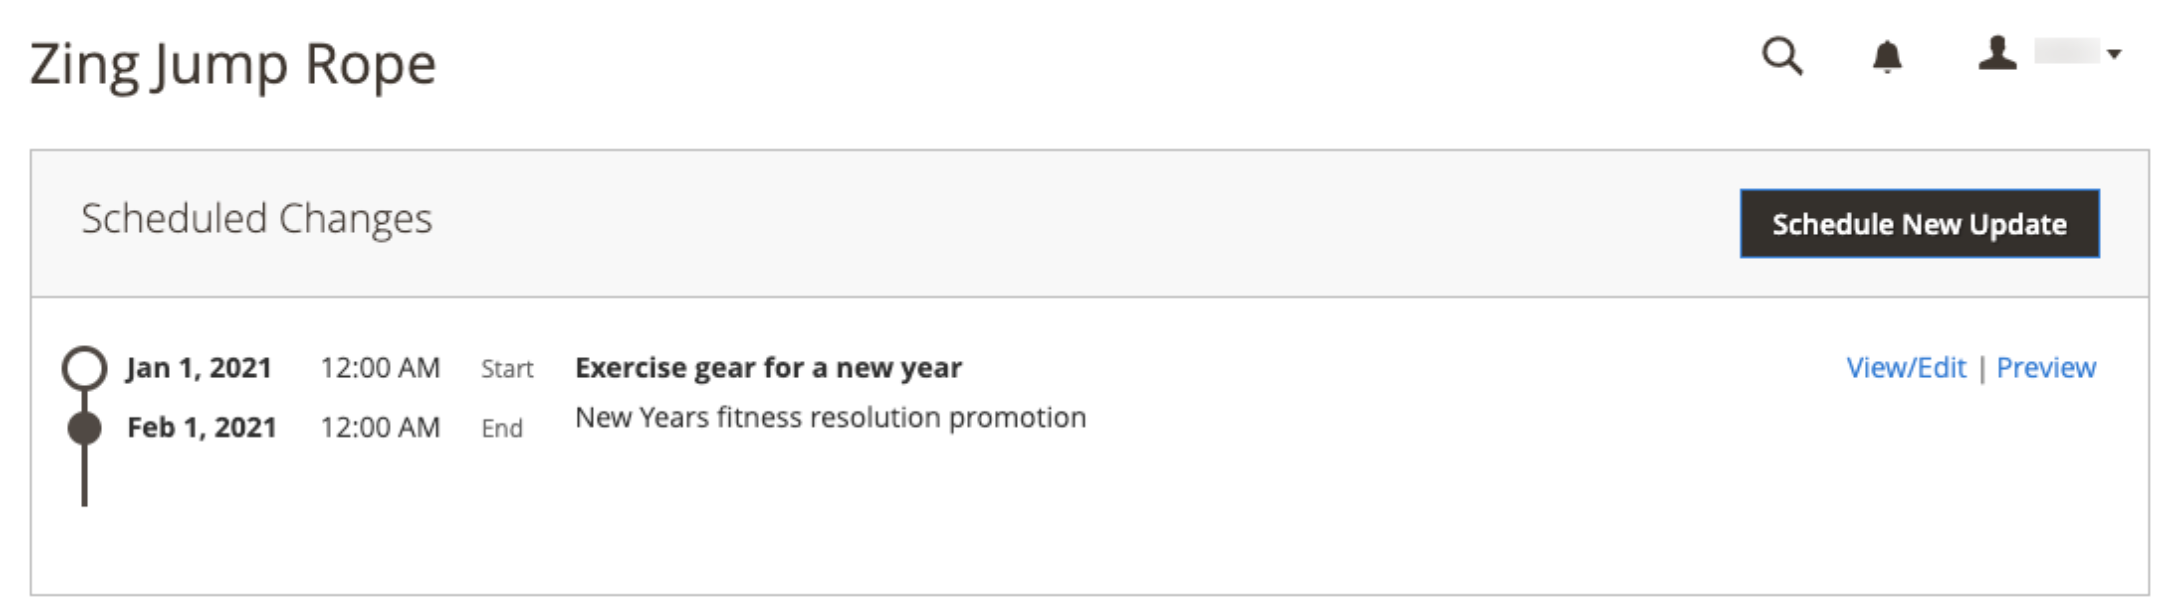 Zing Jump Rope
Scheduled Changes
Schedule New Update
Jan 1, 2021 12:00 AM Start Exercise gear for a new year View/Edit | Preview
New Years fitness resolution promotion
Feb 1, 2021 12:00 AM End